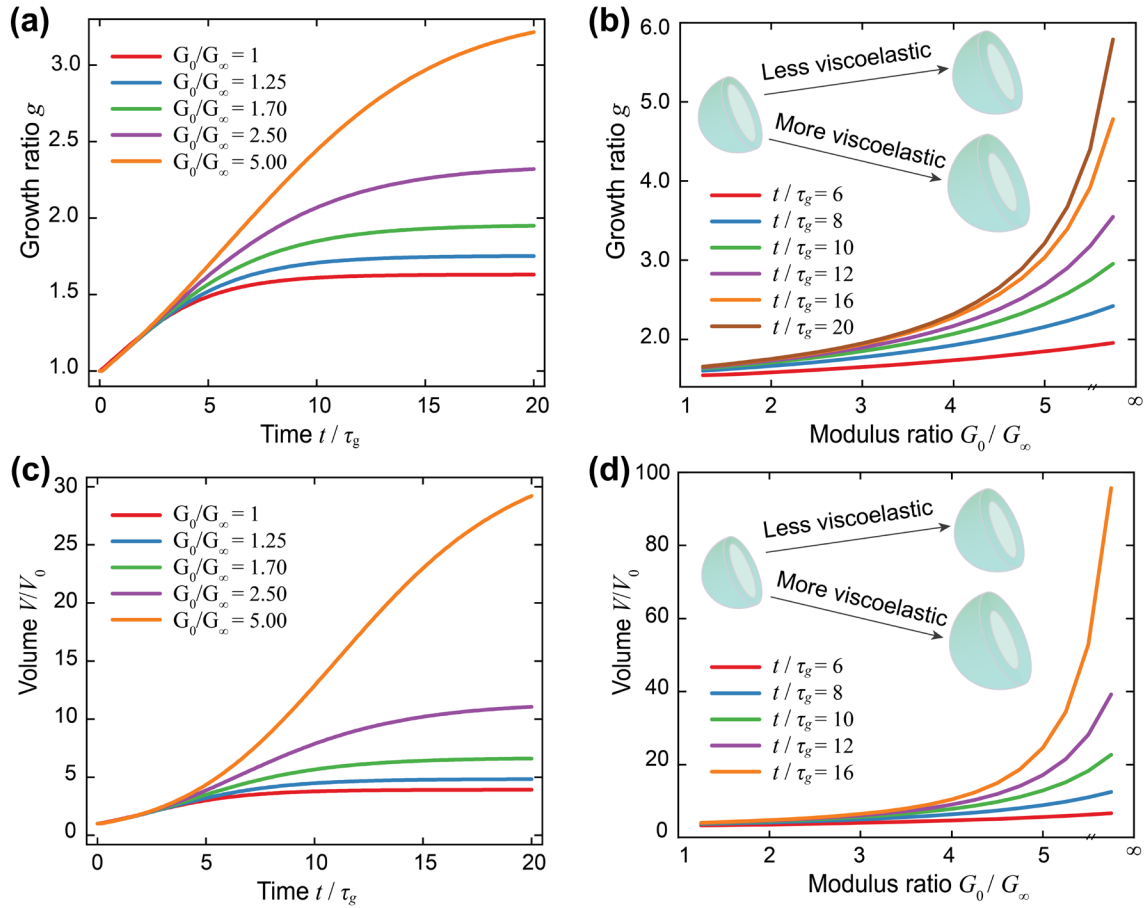 (a)
G₀/G∞ = 1
G₀/G∞ = 1.25
G₀/G∞ = 1.70
G₀/G∞ = 2.50
G₀/G∞ = 5.00
3.0
2.5
2.0
1.5
1.0
Growth ratio g
0
5
10
15
20
Time t / τg
(b)
Less viscoelastic
More viscoelastic
t / τg = 6
t / τg = 8
t / τg = 10
t / τg = 12
t / τg = 16
t / τg = 20
6.0
5.0
4.0
3.0
2.0
Growth ratio g
1
2
3
4
5
//
∞
Modulus ratio G₀ / G∞
(c)
G₀/G∞ = 1
G₀/G∞ = 1.25
G₀/G∞ = 1.70
G₀/G∞ = 2.50
G₀/G∞ = 5.00
30
25
20
15
10
5
0
Volume V/V₀
0
5
10
15
20
Time t / τg
(d)
Less viscoelastic
More viscoelastic
t / τg = 6
t / τg = 8
t / τg = 10
t / τg = 12
t / τg = 16
100
80
60
40
20
0
Volume V/V₀
1
2
3
4
5
//
∞
Modulus ratio G₀ / G∞